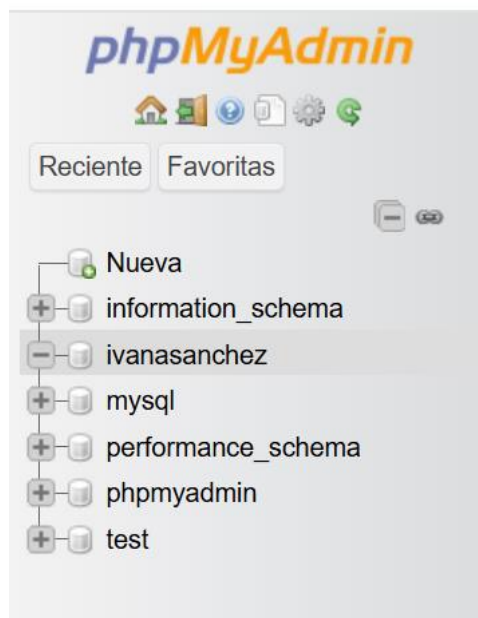 phpMyAdmin
Reciente Favoritas
Nueva
information_schema
ivanasanchez
mysql
performance_schema
phpmyadmin
test